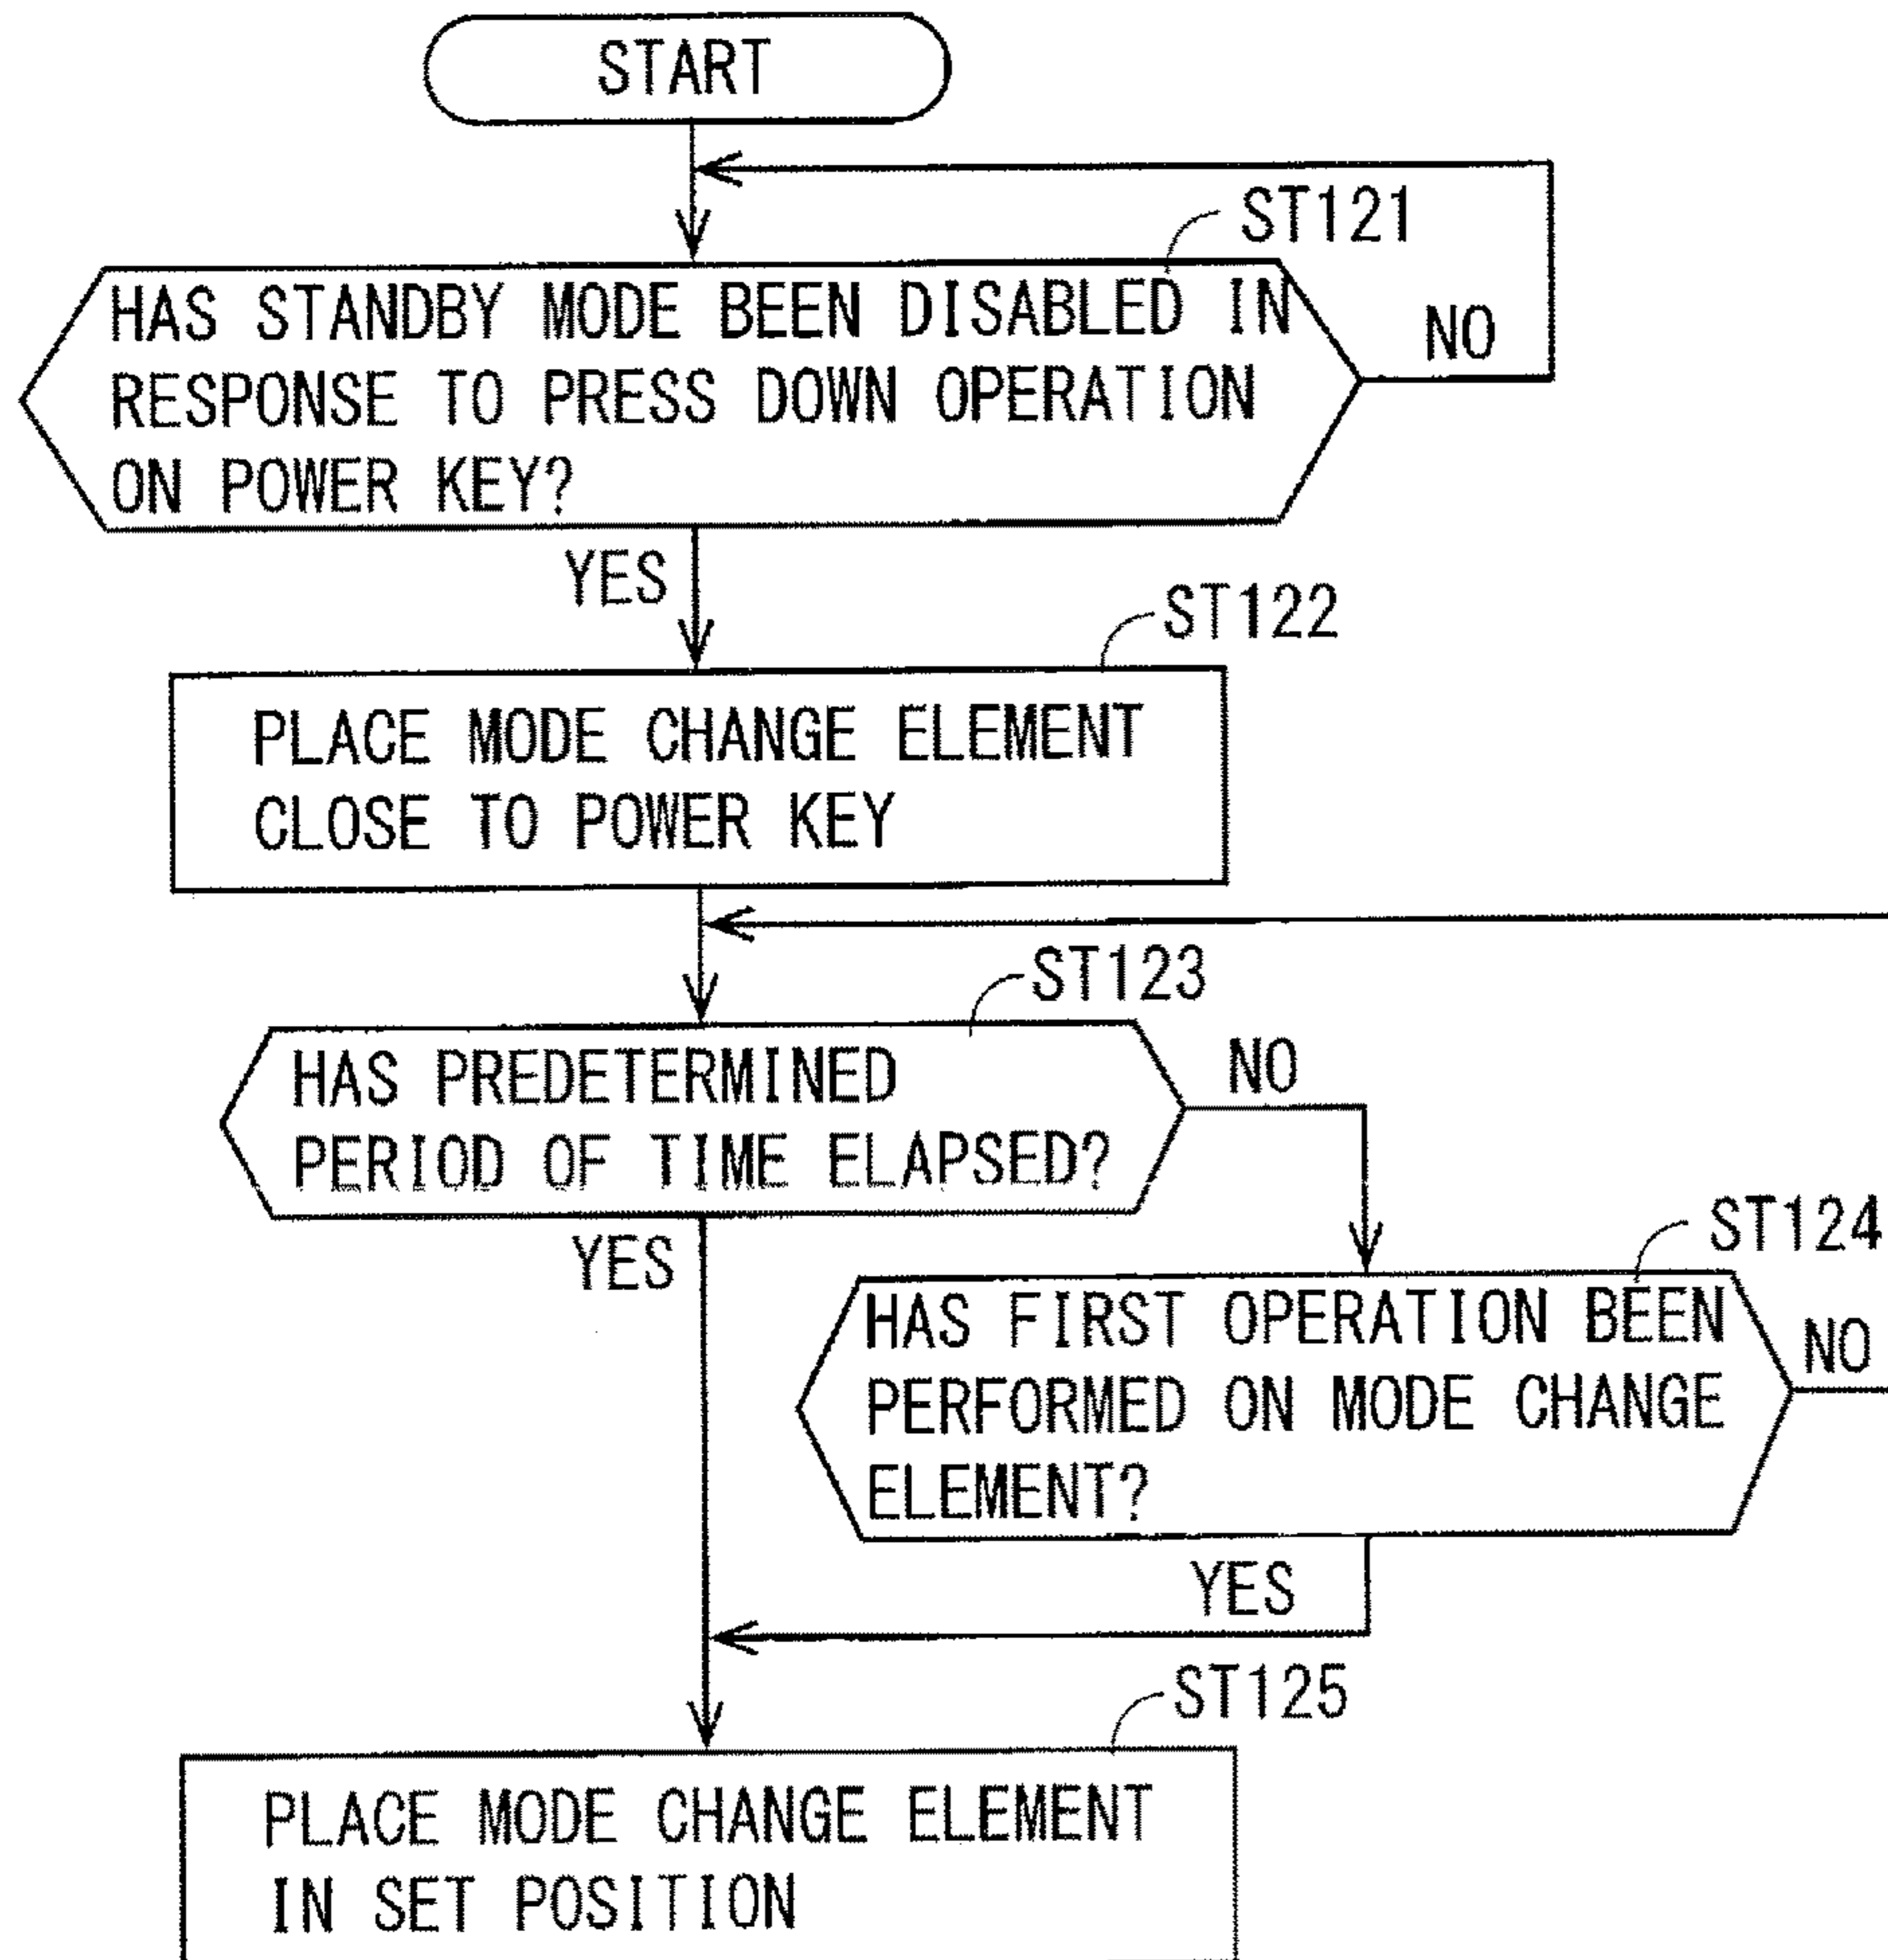 START
ST121
HAS STANDBY MODE BEEN DISABLED IN
RESPONSE TO PRESS DOWN OPERATION
ON POWER KEY?
NO
YES
ST122
PLACE MODE CHANGE ELEMENT
CLOSE TO POWER KEY
ST123
HAS PREDETERMINED
PERIOD OF TIME ELAPSED?
NO
YES
ST124
HAS FIRST OPERATION BEEN
PERFORMED ON MODE CHANGE
ELEMENT?
NO
YES
ST125
PLACE MODE CHANGE ELEMENT
IN SET POSITION